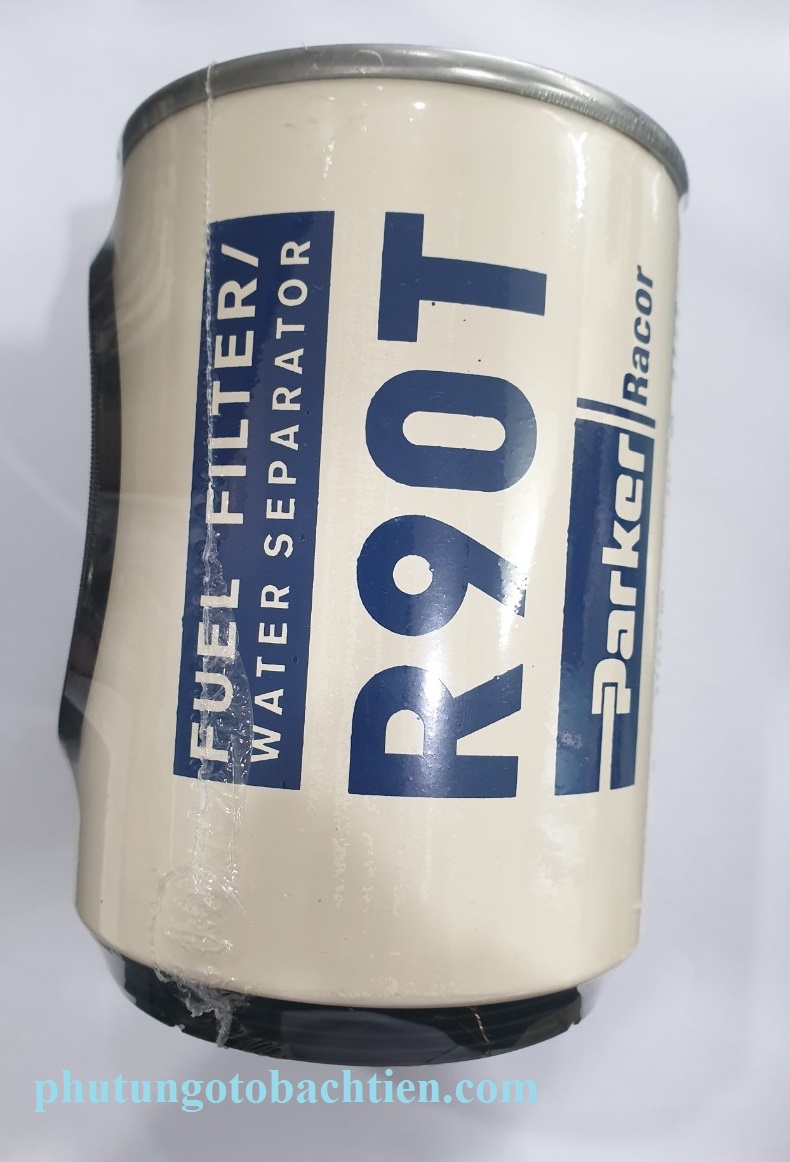 FUEL FILTER/
WATER SEPARATOR
R90T
Parker Racor
phutungotobachtien.com